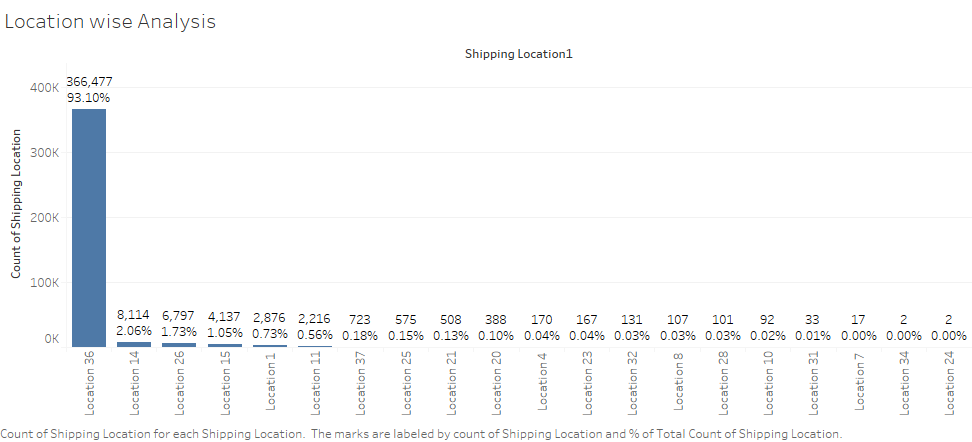 Location wise Analysis
Shipping Location1
Count of Shipping Location
400K
300K
200K
100K
0K
366,477
93.10%
8,114
2.06%
6,797
1.73%
4,137
1.05%
2,876
0.73%
2,216
0.56%
723
0.18%
575
0.15%
508
0.13%
388
0.10%
170
0.04%
167
0.04%
131
0.03%
107
0.03%
101
0.03%
92
0.02%
33
0.01%
17
0.00%
2
0.00%
2
0.00%
Location 36
Location 14
Location 26
Location 15
Location 1
Location 11
Location 37
Location 25
Location 21
Location 20
Location 4
Location 23
Location 32
Location 8
Location 28
Location 10
Location 31
Location 7
Location 34
Location 24
Count of Shipping Location for each Shipping Location.  The marks are labeled by count of Shipping Location and % of Total Count of Shipping Location.